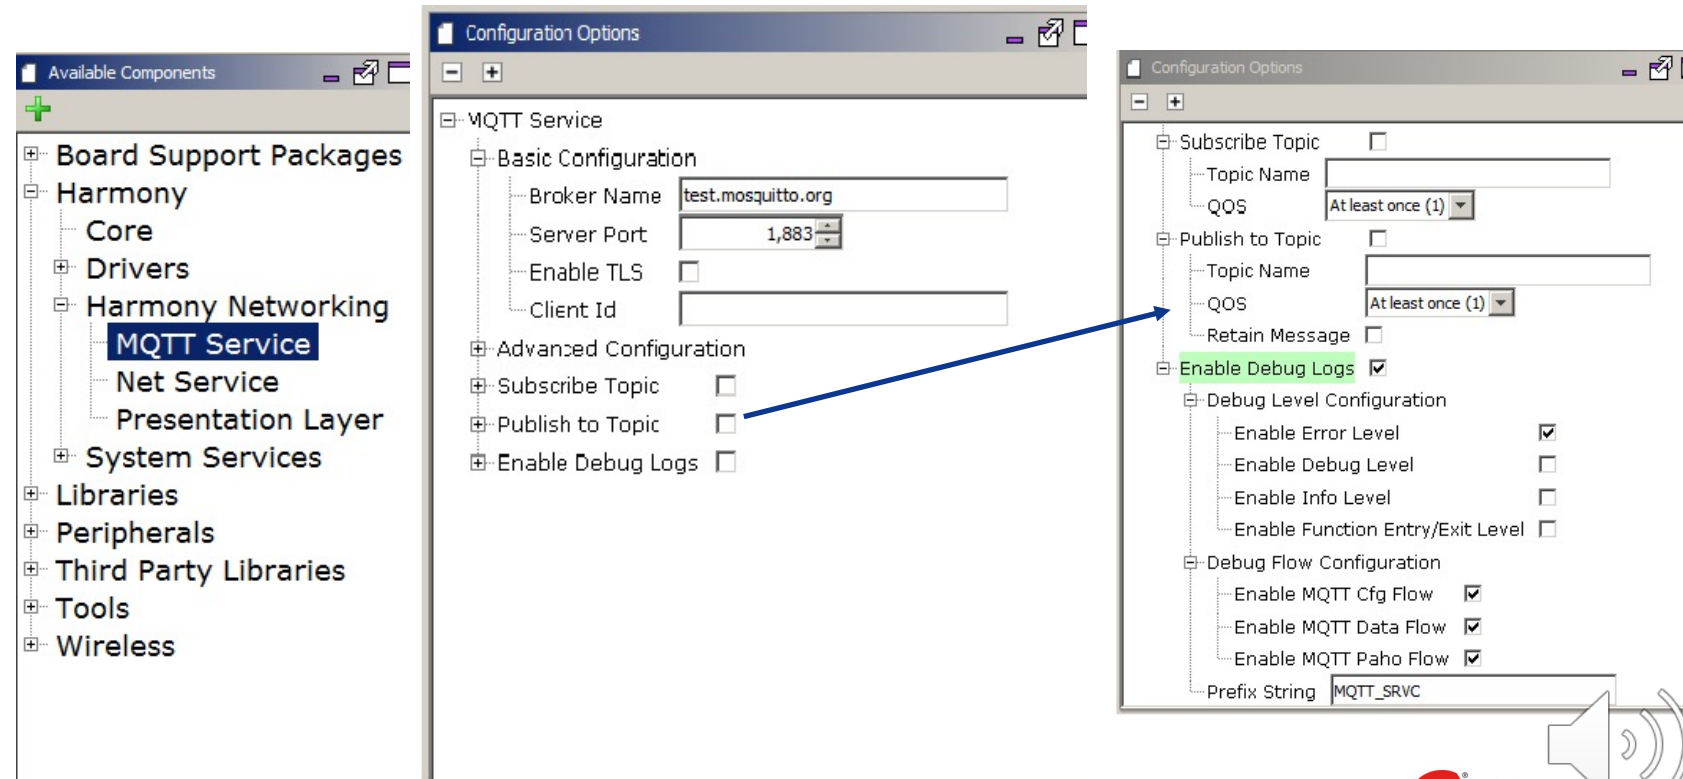 Available Components
Board Support Packages
Harmony
Core
Drivers
Harmony Networking
MQTT Service
Net Service
Presentation Layer
System Services
Libraries
Peripherals
Third Party Libraries
Tools
Wireless
Configuration Options
MQTT Service
Basic Configuration
Broker Name test.mosquitto.org
Server Port 1,883
Enable TLS
Client Id
Advanced Configuration
Subscribe Topic
Publish to Topic
Enable Debug Logs
Configuration Options
Subscribe Topic
Topic Name
QOS At least once (1)
Publish to Topic
Topic Name
QOS At least once (1)
Retain Message
Enable Debug Logs
Debug Level Configuration
Enable Error Level
Enable Debug Level
Enable Info Level
Enable Function Entry/Exit Level
Debug Flow Configuration
Enable MQTT Cfg Flow
Enable MQTT Data Flow
Enable MQTT Paho Flow
Prefix String MQTT_SRVC
®